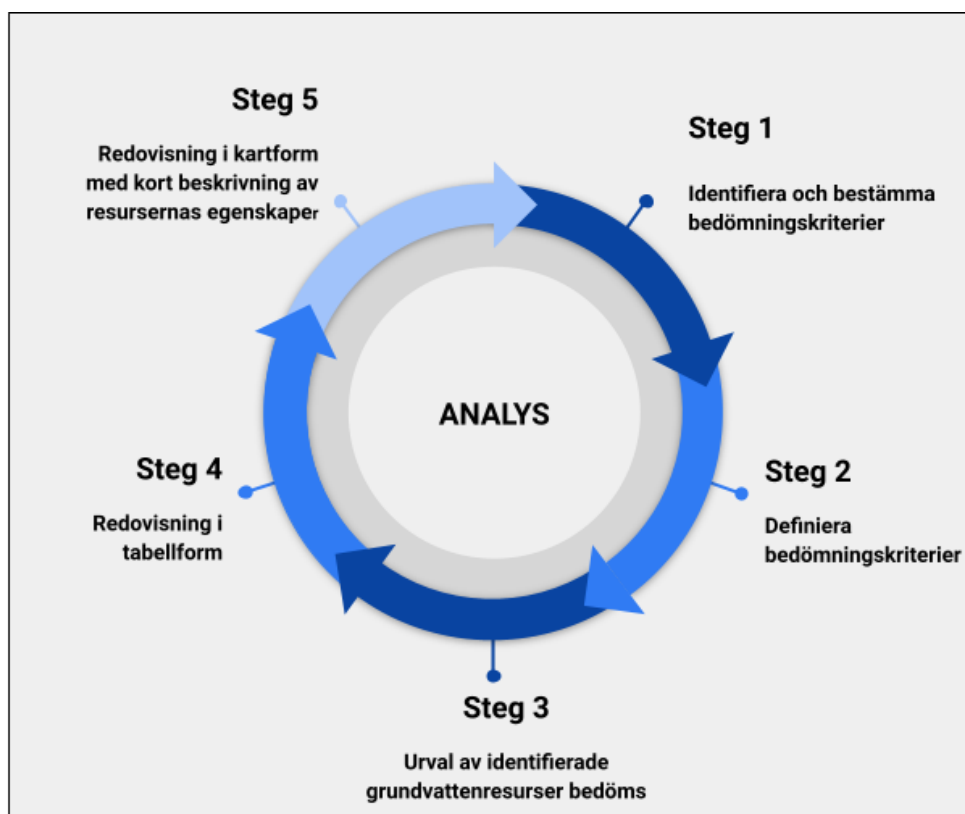 Steg 1
Identifiera och bestämma
bedömningskriterier
Steg 2
Definiera
bedömningskriterier
Steg 3
Urval av identifierade
grundvattenresurser bedöms
Steg 4
Redovisning i
tabellform
Steg 5
Redovisning i kartform
med kort beskrivning av
resursernas egenskaper
ANALYS